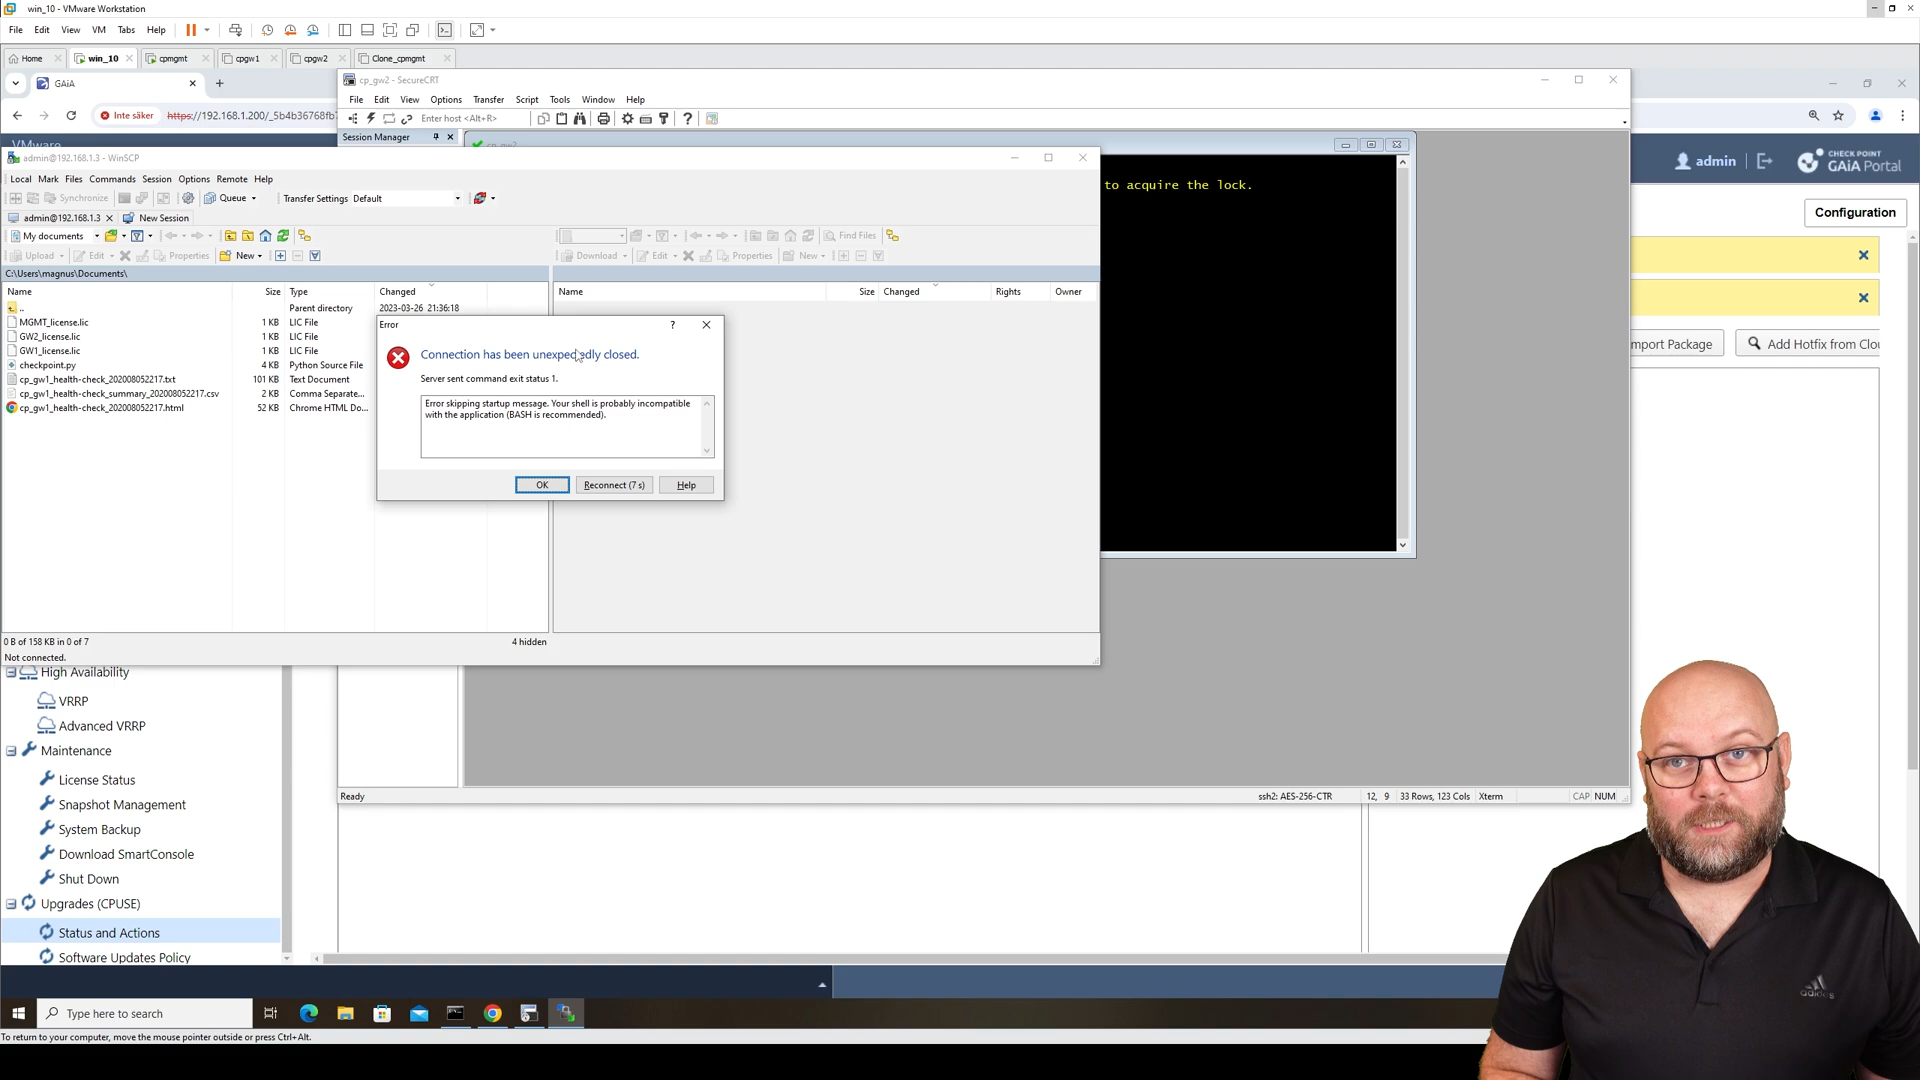 win_10 - VMware Workstation
File Edit View VM Tabs Help
Home win_10 cpmgmt cpgw1 cpgw2 Clone_cpmgmt
GAiA
Inte säker https://192.168.1.200/_5b4b36768fb
VMware
cp_gw2 - SecureCRT
File Edit View Options Transfer Script Tools Window Help
Enter host <Alt+R>
Session Manager
cp_gw2
to acquire the lock.
admin
CHECK POINT
GAiA Portal
Configuration
mport Package
Add Hotfix from Clou
admin@192.168.1.3 - WinSCP
Local Mark Files Commands Session Options Remote Help
Synchronize Queue Transfer Settings Default
admin@192.168.1.3 New Session
My documents Find Files
Upload Edit Properties New Download Edit Properties New
C:\Users\magnus\Documents\
Name Size Type Changed Name Size Changed Rights Owner
.. Parent directory 2023-03-26 21:36:18
MGMT_license.lic 1 KB LIC File
GW2_license.lic 1 KB LIC File
GW1_license.lic 1 KB LIC File
checkpoint.py 4 KB Python Source File
cp_gw1_health-check_202008052217.txt 101 KB Text Document
cp_gw1_health-check_summary_202008052217.csv 2 KB Comma Separate...
cp_gw1_health-check_202008052217.html 52 KB Chrome HTML Do...
Error
Connection has been unexpectedly closed.
Server sent command exit status 1.
Error skipping startup message. Your shell is probably incompatible
with the application (BASH is recommended).
OK Reconnect (7 s) Help
0 B of 158 KB in 0 of 7 4 hidden
Not connected.
High Availability
VRRP
Advanced VRRP
Maintenance
License Status
Snapshot Management
System Backup
Download SmartConsole
Shut Down
Upgrades (CPUSE)
Status and Actions
Software Updates Policy
Ready ssh2: AES-256-CTR 12, 9 33 Rows, 123 Cols Xterm CAP NUM
Type here to search
To return to your computer, move the mouse pointer outside or press Ctrl+Alt.
adidas